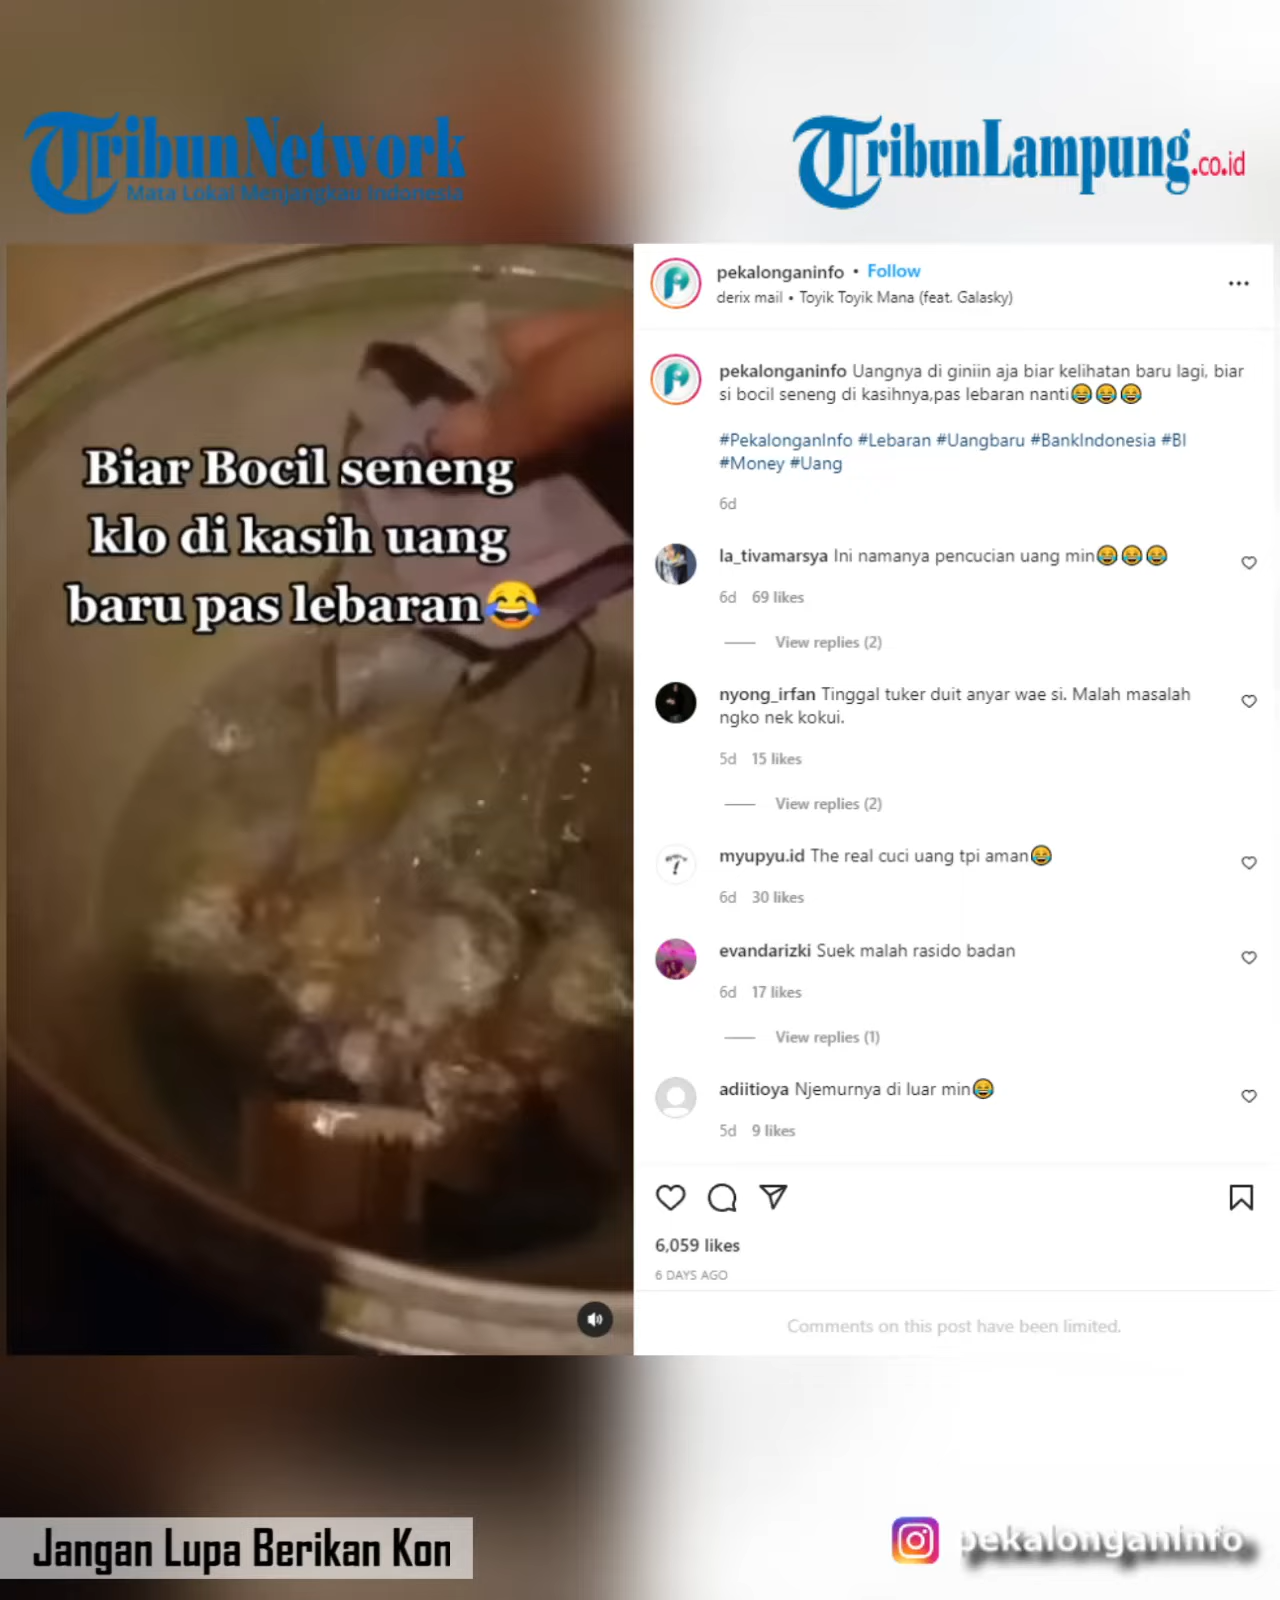 TribunNetwork
Mata Lokal Menjangkau Indonesia
TribunLampung.co.id
Biar Bocil seneng
klo di kasih uang
baru pas lebaran😂
pekalonganinfo • Follow
derix mail • Toyik Toyik Mana (feat. Galasky)
pekalonganinfo Uangnya di giniin aja biar kelihatan baru lagi, biar
si bocil seneng di kasihnya,pas lebaran nanti😂😂😂
#PekalonganInfo #Lebaran #Uangbaru #BankIndonesia #BI
#Money #Uang
6d
la_tivamarsya Ini namanya pencucian uang min😂😂😂
6d 69 likes
View replies (2)
nyong_irfan Tinggal tuker duit anyar wae si. Malah masalah
ngko nek kokui.
5d 15 likes
View replies (2)
myupyu.id The real cuci uang tpi aman😂
6d 30 likes
evandarizki Suek malah rasido badan
6d 17 likes
View replies (1)
adiitioya Njemurnya di luar min😂
5d 9 likes
6,059 likes
6 DAYS AGO
Comments on this post have been limited.
Jangan Lupa Berikan Kon
pekalonganinfo